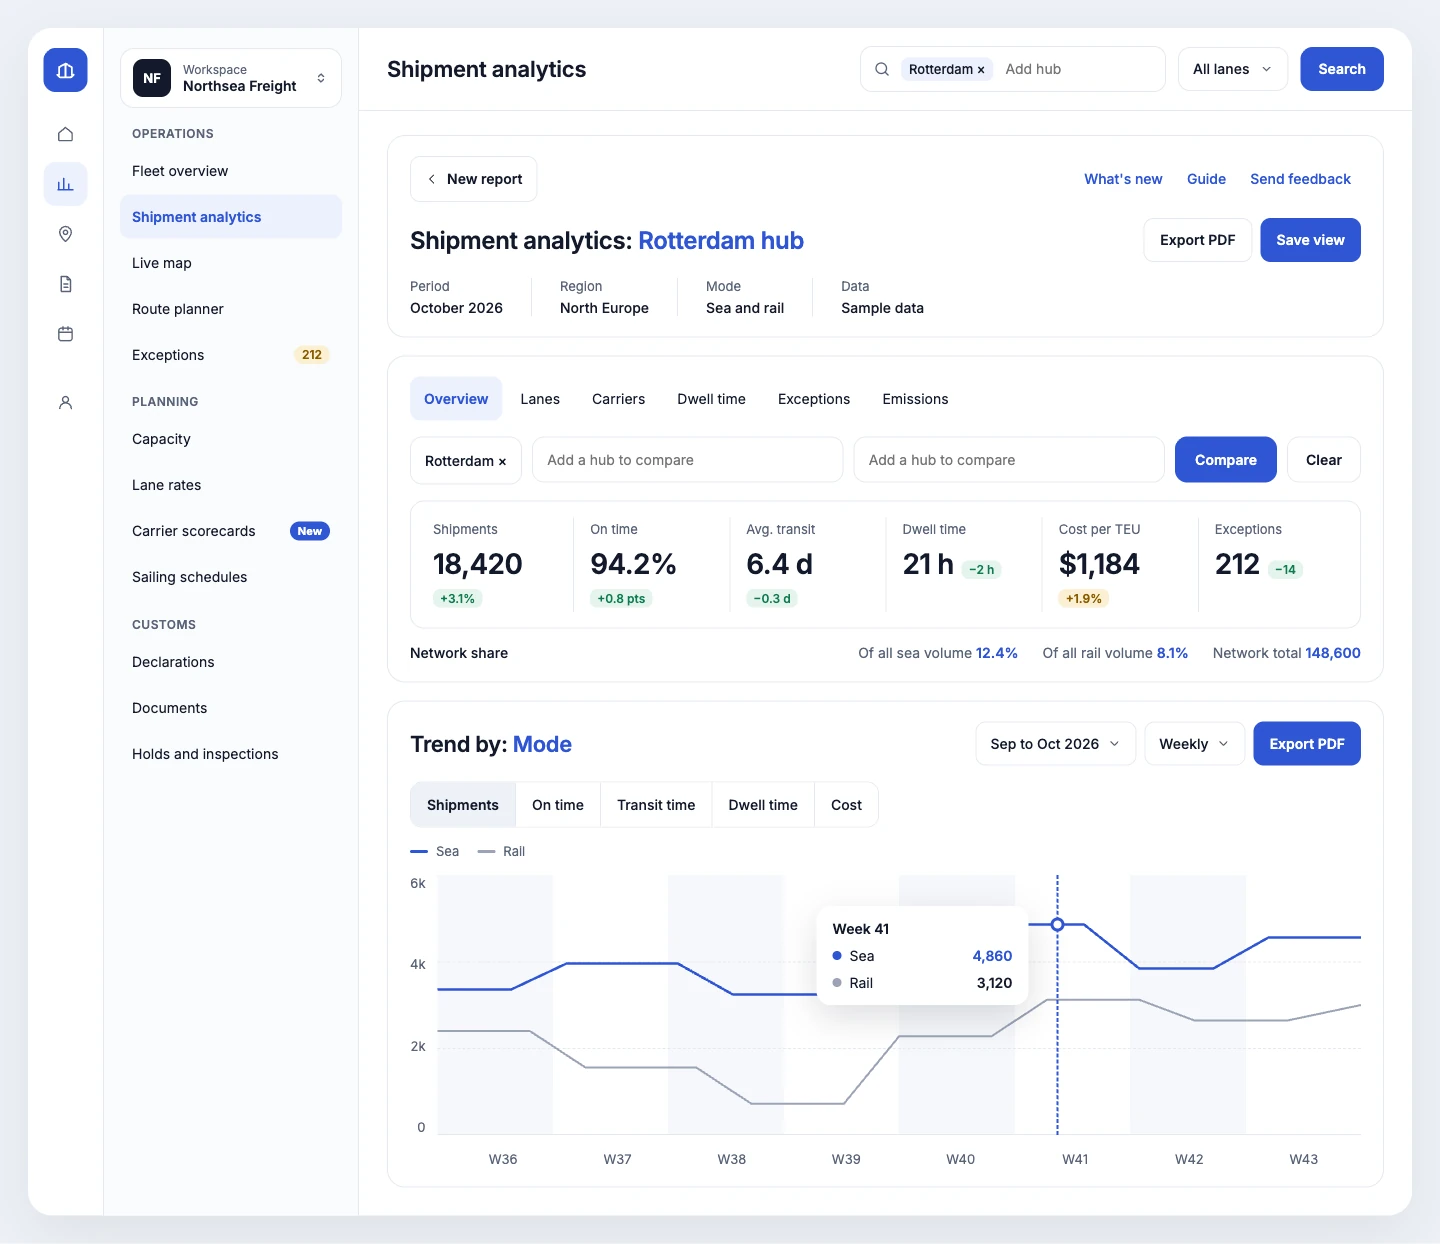 NF
Workspace
Northsea Freight
OPERATIONS
Fleet overview
Shipment analytics
Live map
Route planner
Exceptions 212
PLANNING
Capacity
Lane rates
Carrier scorecards New
Sailing schedules
CUSTOMS
Declarations
Documents
Holds and inspections
Shipment analytics
Rotterdam × Add hub All lanes Search
New report What's new Guide Send feedback
Shipment analytics: Rotterdam hub Export PDF Save view
Period Region Mode Data
October 2026 North Europe Sea and rail Sample data
Overview Lanes Carriers Dwell time Exceptions Emissions
Rotterdam × Add a hub to compare Add a hub to compare Compare Clear
Shipments On time Avg. transit Dwell time Cost per TEU Exceptions
18,420 94.2% 6.4 d 21 h −2 h $1,184 212 −14
+3.1% +0.8 pts −0.3 d +1.9%
Network share Of all sea volume 12.4% Of all rail volume 8.1% Network total 148,600
Trend by: Mode Sep to Oct 2026 Weekly Export PDF
Shipments On time Transit time Dwell time Cost
Sea Rail
6k
4k
2k
0
Week 41
Sea 4,860
Rail 3,120
W36 W37 W38 W39 W40 W41 W42 W43